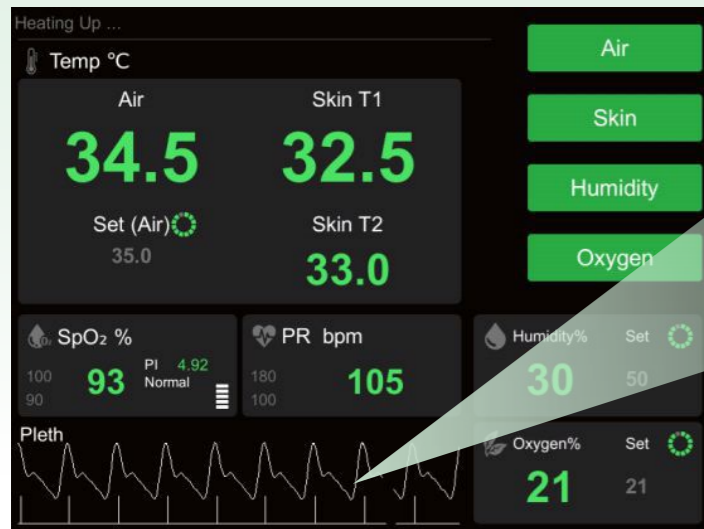 Heating Up ...
Temp °C
Air
Skin T1
34.5
32.5
Set (Air)
Skin T2
35.0
33.0
Air
Skin
Humidity
Oxygen
SpO₂ %
100
90
93
PI 4.92
Normal
PR bpm
180
100
105
Humidity% Set
30 50
Pleth
Oxygen% Set
21 21